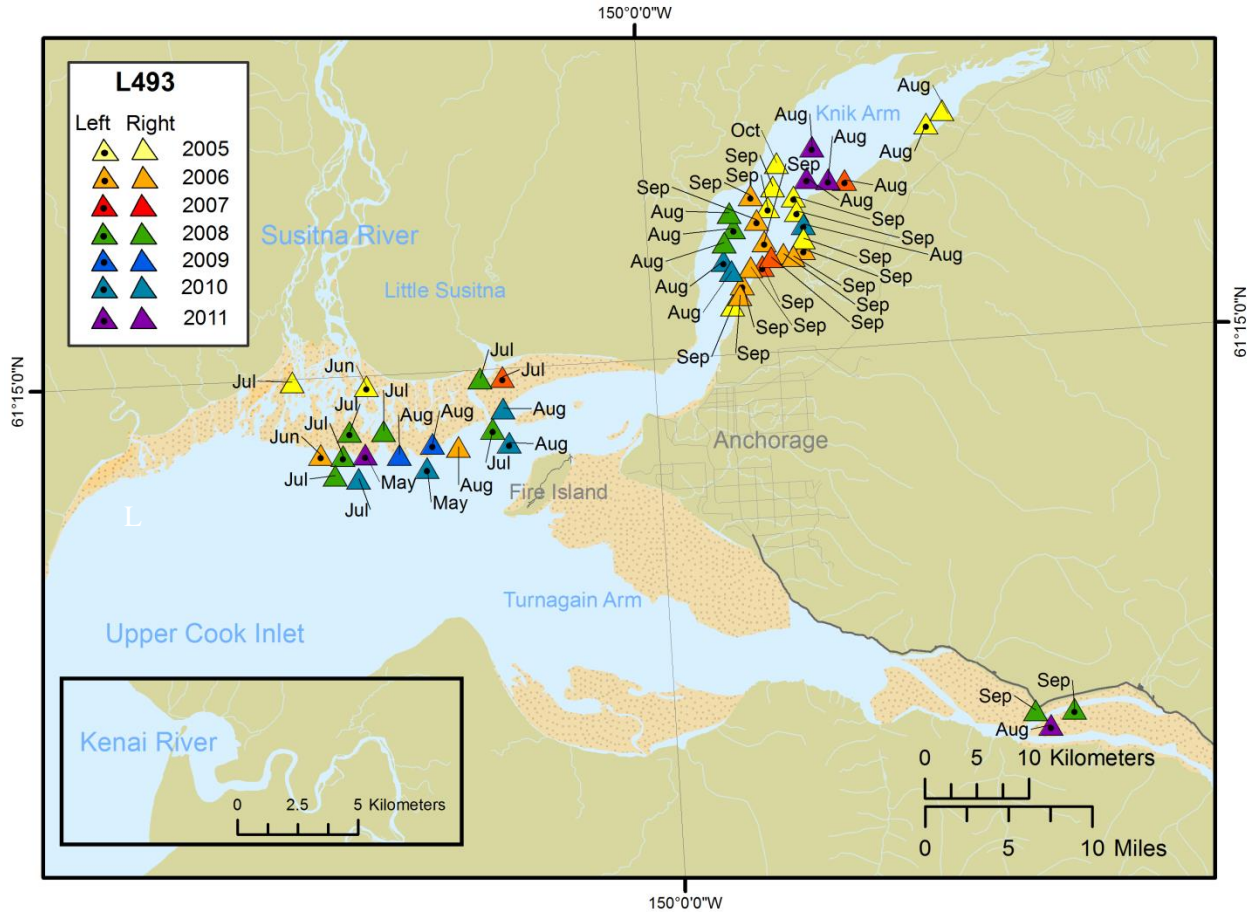 150°0'0"W
L493
Left Right
2005
2006
2007
2008
2009
2010
2011
Susitna River
Little Susitna
Knik Arm
Aug
Aug
Aug
Aug
Aug
Aug
Oct
Sep
Sep
Sep
Sep
Sep
Aug
Aug
Aug
Aug
Aug
Sep
Sep
Aug
Sep
Sep
Sep
Sep
Sep
Sep
Sep
Sep
Sep
Sep
61°15'0"N
61°15'0"N
Jul
Jun
Jul
Jul
Jul
Jul
Jul
Jun
Aug
Aug
Aug
Aug
Jul
Jul
Jul
May
May
Aug
Anchorage
Fire Island
L
Turnagain Arm
Upper Cook Inlet
Sep
Sep
Aug
Kenai River
0 2.5 5 Kilometers
0 5 10 Kilometers
0 5 10 Miles
150°0'0"W